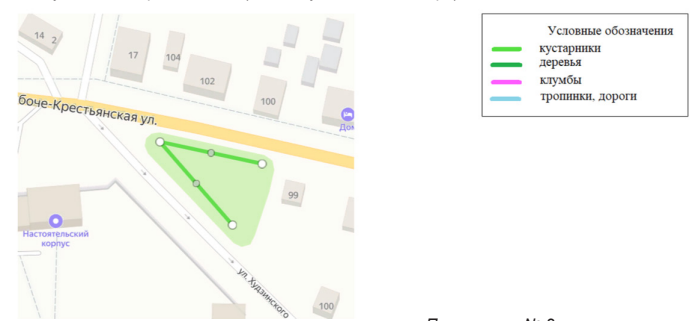 Условные обозначения
кустарники
деревья
клумбы
тропинки, дороги
14
2
17
104
102
100
боче-Крестьянская ул.
99
Настоятельский
корпус
ул. Худзинского
100